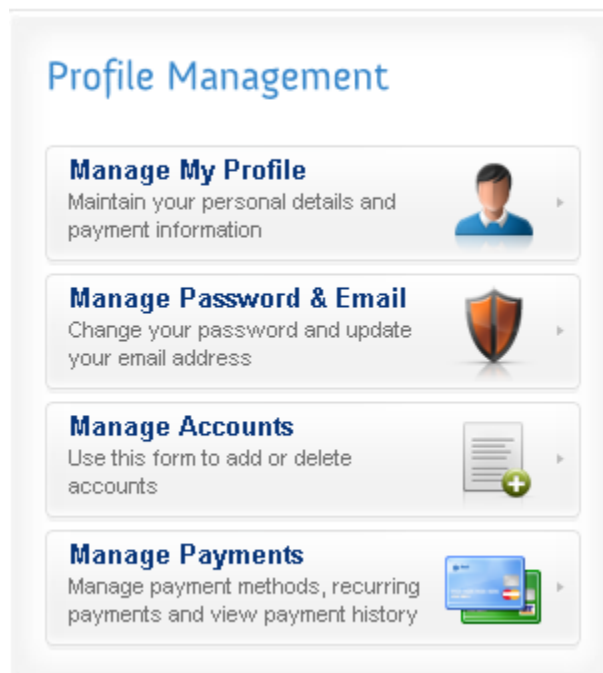 Profile Management
Manage My Profile
Maintain your personal details and
payment information
Manage Password & Email
Change your password and update
your email address
Manage Accounts
Use this form to add or delete
accounts
Manage Payments
Manage payment methods, recurring
payments and view payment history